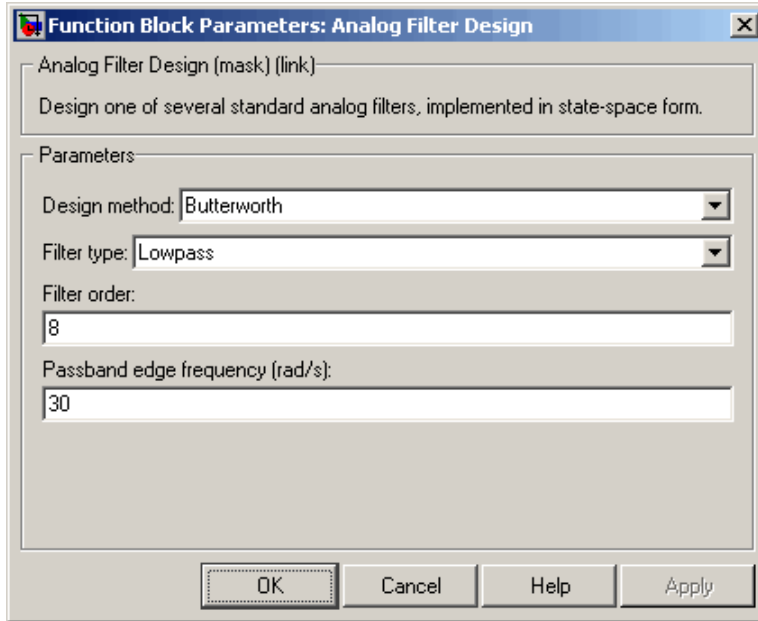 Function Block Parameters: Analog Filter Design
Analog Filter Design (mask) (link)
Design one of several standard analog filters, implemented in state-space form.
Parameters
Design method: Butterworth
Filter type: Lowpass
Filter order:
8
Passband edge frequency (rad/s):
30
OK Cancel Help Apply